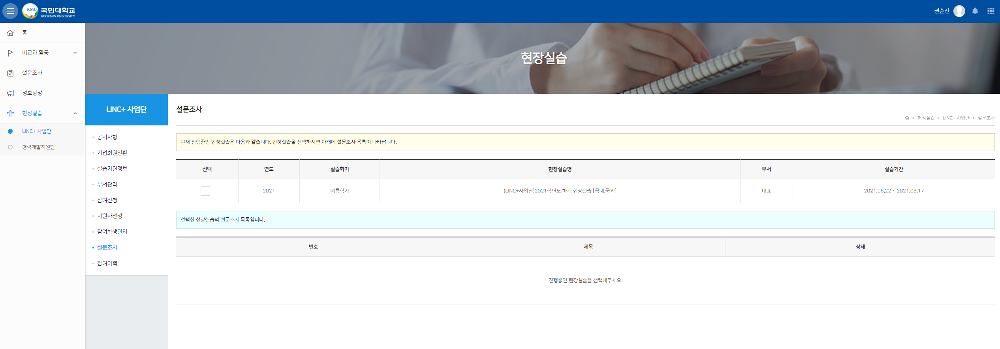 KMU 국민대학교
KOOKMIN UNIVERSITY
권순신
홈
비교과 활동
설문조사
정보광장
현장실습
LINC+ 사업단
경력개발지원단
현장실습
LINC+ 사업단
공지사항
기업회원전환
실습기관정보
부서관리
참여신청
지원자선정
참여학생관리
설문조사
참여이력
설문조사
현장실습 > LINC+ 사업단 > 설문조사
현재 진행중인 현장실습은 다음과 같습니다. 현장실습을 선택하시면 아래에 설문조사 목록이 나타납니다.
선택 연도 실습학기 현장실습명 부서 실습기간
2021 여름학기 (LINC+사업단)2021학년도 하계 현장실습 [국내,국외] 대표 2021.06.22 ~ 2021.08.17
선택한 현장실습의 설문조사 목록입니다.
번호 제목 상태
진행중인 현장실습을 선택해주세요.